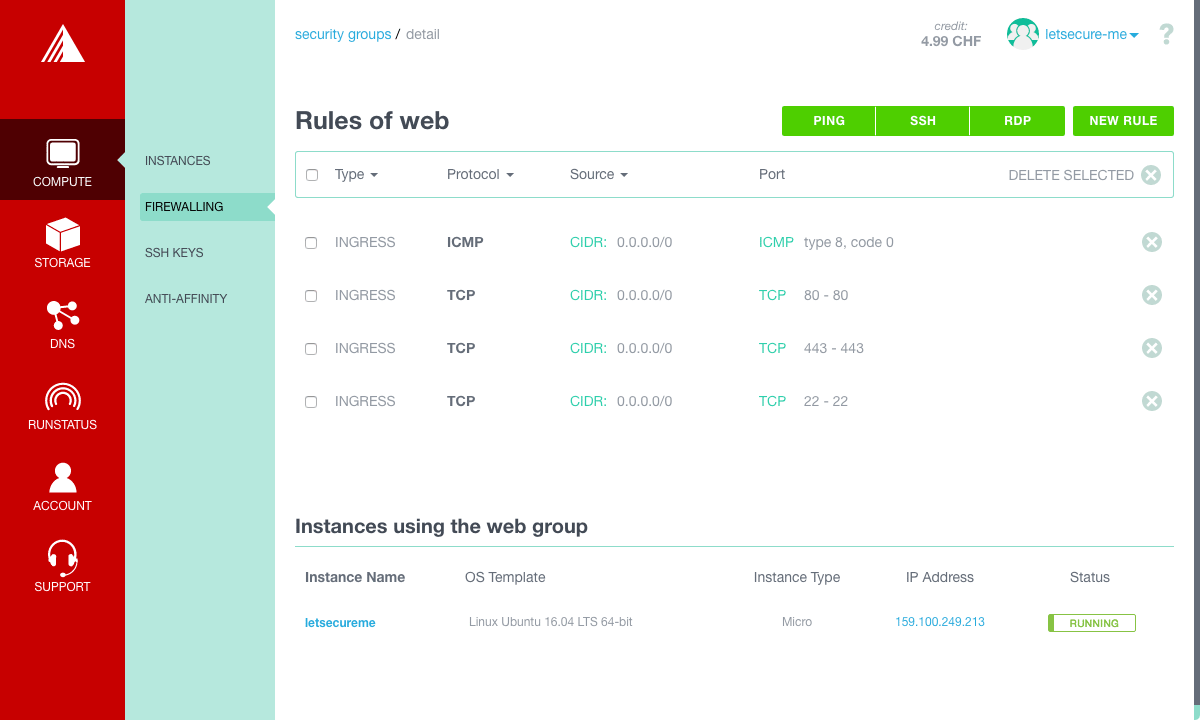 security groups / detail
credit:
4.99 CHF
letsecure-me
?
COMPUTE
STORAGE
DNS
RUNSTATUS
ACCOUNT
SUPPORT
INSTANCES
FIREWALLING
SSH KEYS
ANTI-AFFINITY
Rules of web
PING SSH RDP NEW RULE
Type Protocol Source Port DELETE SELECTED
INGRESS ICMP CIDR: 0.0.0.0/0 ICMP type 8, code 0
INGRESS TCP CIDR: 0.0.0.0/0 TCP 80 - 80
INGRESS TCP CIDR: 0.0.0.0/0 TCP 443 - 443
INGRESS TCP CIDR: 0.0.0.0/0 TCP 22 - 22
Instances using the web group
Instance Name OS Template Instance Type IP Address Status
letsecureme Linux Ubuntu 16.04 LTS 64-bit Micro 159.100.249.213 RUNNING